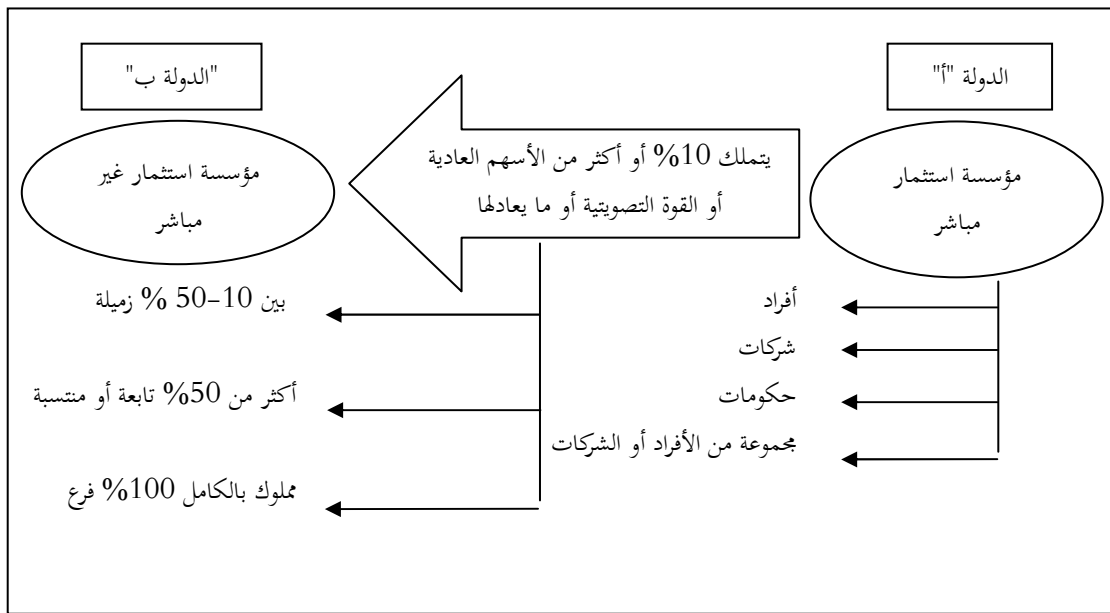 الدولة "أ"
"الدولة ب"
مؤسسة استثمار
مباشر
يتملك 10% أو أكثر من الأسهم العادية
أو القوة التصويتية أو ما يعادلها
مؤسسة استثمار غير
مباشر
أفراد
شركات
حكومات
مجموعة من الأفراد أو الشركات
بين 10-50 % زميلة
أكثر من 50% تابعة أو منتسبة
مملوك بالكامل 100% فرع